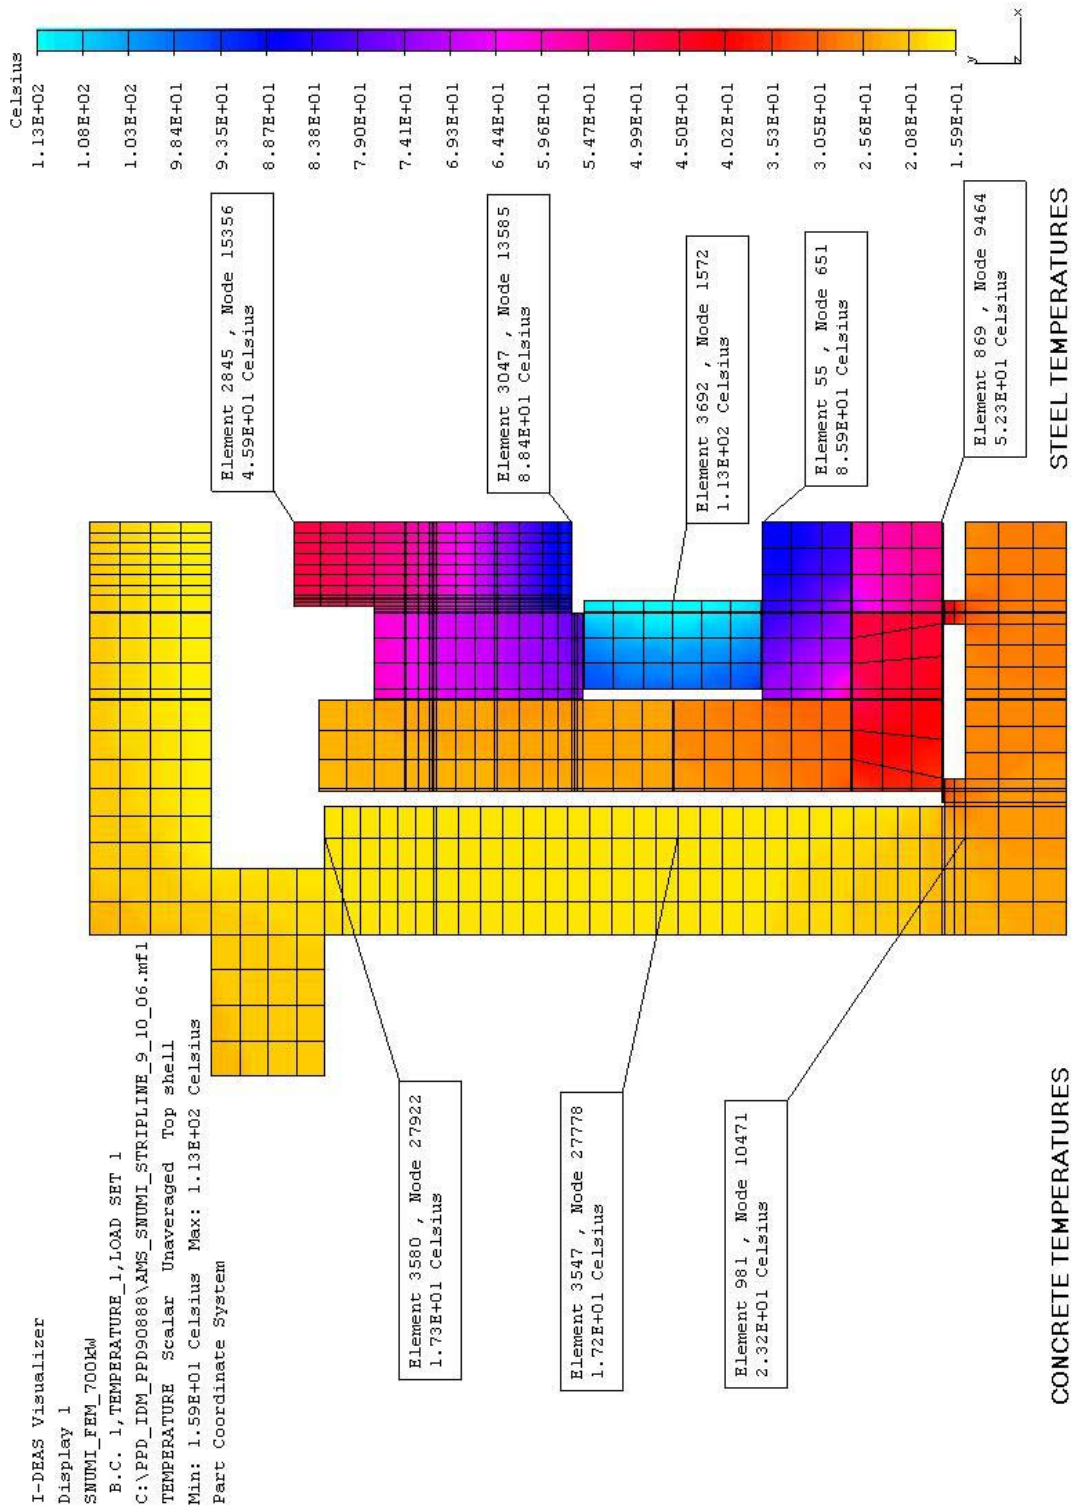 I-DEAS Visualizer
Display 1
SNUMI_FEM_700kW
B.C. 1,TEMPERATURE_1,LOAD SET 1
C:\PPD_IDM_PPD90888\AMS_SNUMI_STRIPLINE_9_10_06.mf1
TEMPERATURE Scalar Unaveraged Top shell
Min: 1.59E+01 Celsius Max: 1.13E+02 Celsius
Part Coordinate System
Celsius
1.13E+02
1.08E+02
1.03E+02
9.84E+01
9.35E+01
8.87E+01
8.38E+01
7.90E+01
7.41E+01
6.93E+01
6.44E+01
5.96E+01
5.47E+01
4.99E+01
4.50E+01
4.02E+01
3.53E+01
3.05E+01
2.56E+01
2.08E+01
1.59E+01
Y
Z
X
Element 2845 , Node 15356
4.59E+01 Celsius
Element 3047 , Node 13585
8.84E+01 Celsius
Element 3692 , Node 1572
1.13E+02 Celsius
Element 55 , Node 651
8.59E+01 Celsius
Element 869 , Node 9464
5.23E+01 Celsius
Element 3580 , Node 27922
1.73E+01 Celsius
Element 3547 , Node 27778
1.72E+01 Celsius
Element 981 , Node 10471
2.32E+01 Celsius
CONCRETE TEMPERATURES
STEEL TEMPERATURES